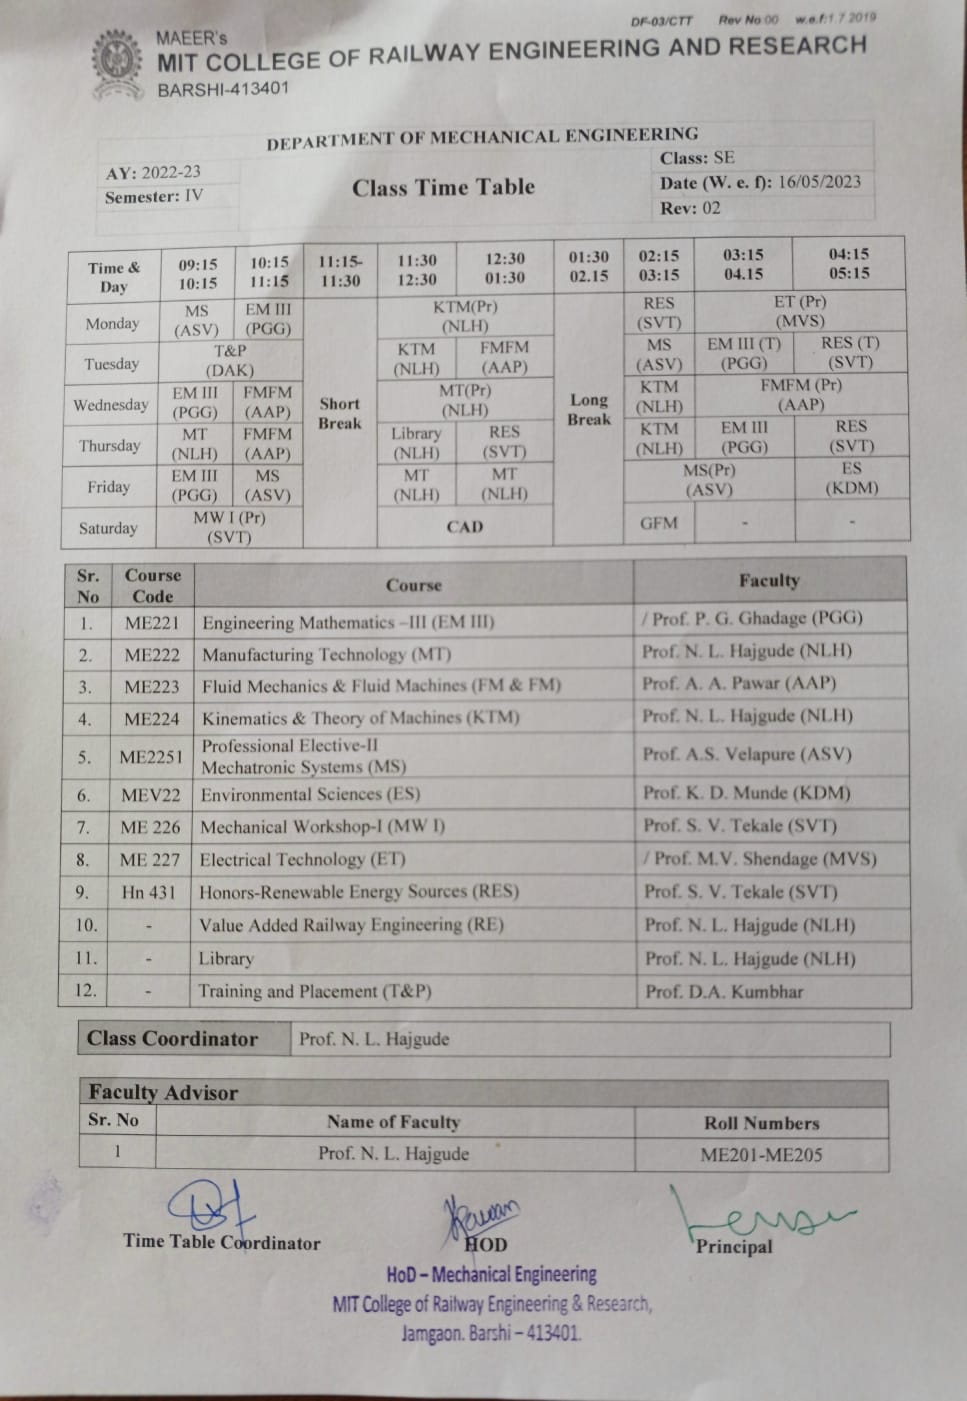 DF-03/CTT Rev No 00 w.e.f:1.7.2019
MAEER's
MIT COLLEGE OF RAILWAY ENGINEERING AND RESEARCH
BARSHI-413401
DEPARTMENT OF MECHANICAL ENGINEERING
AY: 2022-23
Semester: IV
Class Time Table
Class: SE
Date (W. e. f): 16/05/2023
Rev: 02
Time & Day 09:15 10:15 10:15 11:15 11:15- 11:30 11:30 12:30 12:30 01:30 01:30 02.15 02:15 03:15 03:15 04.15 04:15 05:15
Short Break
Long Break
Monday MS (ASV) EM III (PGG) KTM(Pr) (NLH) RES (SVT) ET (Pr) (MVS)
Tuesday T&P (DAK) KTM (NLH) FMFM (AAP) MS (ASV) EM III (T) (PGG) RES (T) (SVT)
Wednesday EM III (PGG) FMFM (AAP) MT(Pr) (NLH) KTM (NLH) FMFM (Pr) (AAP)
Thursday MT (NLH) FMFM (AAP) Library (NLH) RES (SVT) KTM (NLH) EM III (PGG) RES (SVT)
Friday EM III (PGG) MS (ASV) MT (NLH) MT (NLH) MS(Pr) (ASV) ES (KDM)
Saturday MW I (Pr) (SVT) CAD GFM - -
Sr. No Course Code Course Faculty
1. ME221 Engineering Mathematics –III (EM III) / Prof. P. G. Ghadage (PGG)
2. ME222 Manufacturing Technology (MT) Prof. N. L. Hajgude (NLH)
3. ME223 Fluid Mechanics & Fluid Machines (FM & FM) Prof. A. A. Pawar (AAP)
4. ME224 Kinematics & Theory of Machines (KTM) Prof. N. L. Hajgude (NLH)
5. ME2251 Professional Elective-II Mechatronic Systems (MS) Prof. A.S. Velapure (ASV)
6. MEV22 Environmental Sciences (ES) Prof. K. D. Munde (KDM)
7. ME 226 Mechanical Workshop-I (MW I) Prof. S. V. Tekale (SVT)
8. ME 227 Electrical Technology (ET) / Prof. M.V. Shendage (MVS)
9. Hn 431 Honors-Renewable Energy Sources (RES) Prof. S. V. Tekale (SVT)
10. - Value Added Railway Engineering (RE) Prof. N. L. Hajgude (NLH)
11. - Library Prof. N. L. Hajgude (NLH)
12. - Training and Placement (T&P) Prof. D.A. Kumbhar
Class Coordinator Prof. N. L. Hajgude
Faculty Advisor
Sr. No Name of Faculty Roll Numbers
1 Prof. N. L. Hajgude ME201-ME205
Time Table Coordinator
HOD
Principal
HoD – Mechanical Engineering
MIT College of Railway Engineering & Research,
Jamgaon. Barshi – 413401.